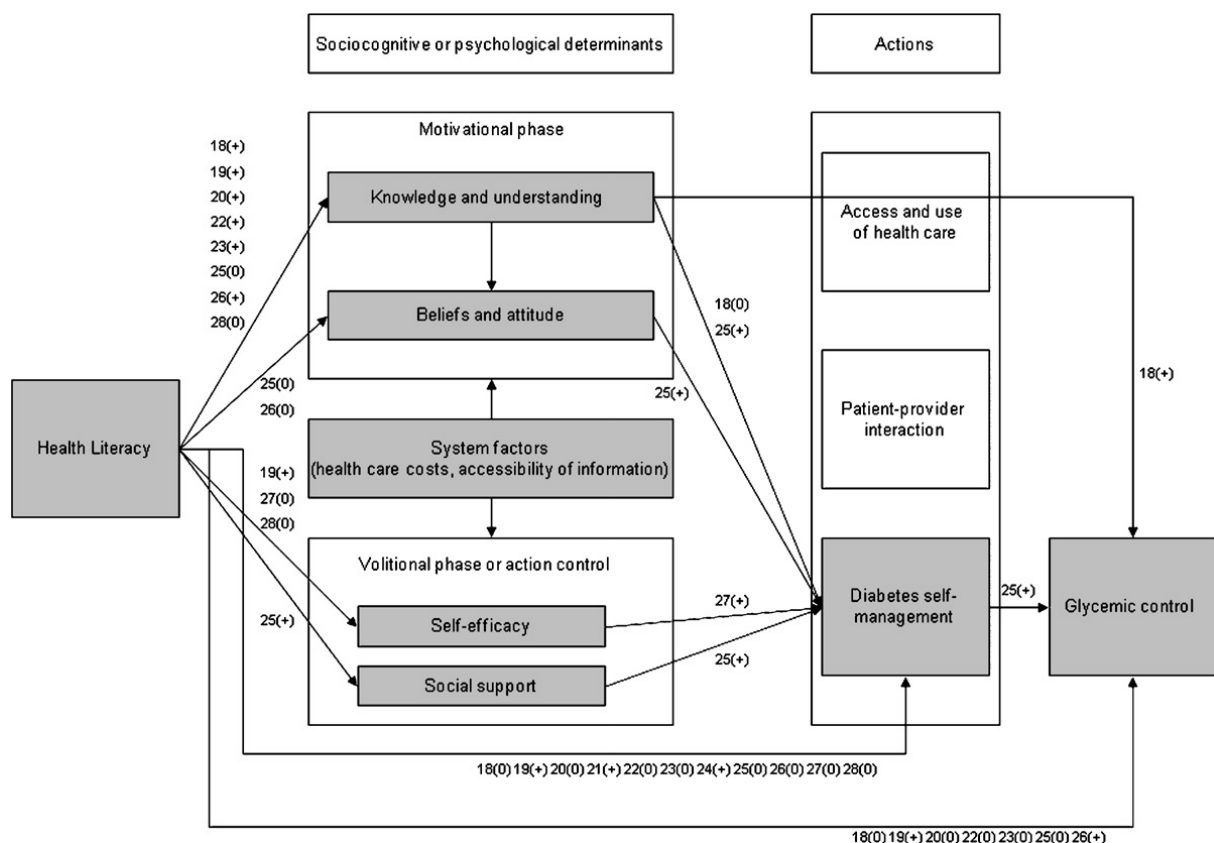 Sociocognitive or psychological determinants
Actions
Motivational phase
18(+)
19(+)
20(+)
22(+)
23(+)
25(0)
26(+)
28(0)
Knowledge and understanding
Access and use
of health care
Beliefs and attitude
18(0)
25(+)
25(0)
26(0)
25(+)
18(+)
Health Literacy
System factors
(health care costs, accessibility of information)
Patient-provider
interaction
19(+)
27(0)
28(0)
Volitional phase or action control
25(+)
Self-efficacy
Social support
27(+)
25(+)
Diabetes self-
management
25(+)
Glycemic control
18(0) 19(+) 20(0) 21(+) 22(0) 23(0) 24(+) 25(0) 26(0) 27(0) 28(0)
18(0) 19(+) 20(0) 22(0) 23(0) 25(0) 26(+)